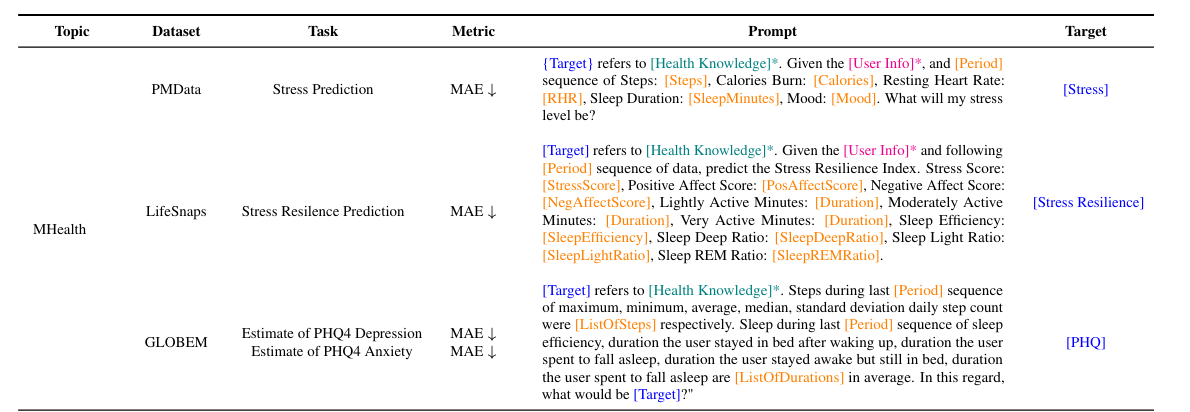 Topic Dataset Task Metric Prompt Target
{Target} refers to [Health Knowledge]*. Given the [User Info]*, and [Period]
sequence of Steps: [Steps], Calories Burn: [Calories], Resting Heart Rate:
[RHR], Sleep Duration: [SleepMinutes], Mood: [Mood]. What will my stress
level be?
PMData Stress Prediction MAE ↓ [Stress]
[Target] refers to [Health Knowledge]*. Given the [User Info]* and following
[Period] sequence of data, predict the Stress Resilience Index. Stress Score:
[StressScore], Positive Affect Score: [PosAffectScore], Negative Affect Score:
[NegAffectScore], Lightly Active Minutes: [Duration], Moderately Active
Minutes: [Duration], Very Active Minutes: [Duration], Sleep Efficiency:
[SleepEfficiency], Sleep Deep Ratio: [SleepDeepRatio], Sleep Light Ratio:
[SleepLightRatio], Sleep REM Ratio: [SleepREMRatio].
LifeSnaps Stress Resilence Prediction MAE ↓ [Stress Resilience]
MHealth
[Target] refers to [Health Knowledge]*. Steps during last [Period] sequence
of maximum, minimum, average, median, standard deviation daily step count
were [ListOfSteps] respectively. Sleep during last [Period] sequence of sleep
efficiency, duration the user stayed in bed after waking up, duration the user
spent to fall asleep, duration the user stayed awake but still in bed, duration
the user spent to fall asleep are [ListOfDurations] in average. In this regard,
what would be [Target]?"
GLOBEM
Estimate of PHQ4 Depression MAE ↓
Estimate of PHQ4 Anxiety MAE ↓
[PHQ]